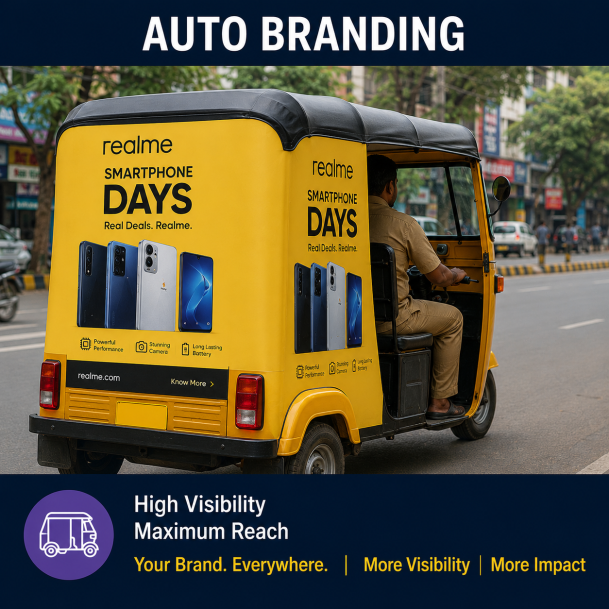 AUTO BRANDING
realme
SMARTPHONE
DAYS
Real Deals. Realme.
Powerful
Performance
Stunning
Camera
Long Lasting
Battery
realme.com
Know More >
realme
SMARTPHONE
DAYS
Real Deals. Realme.
Powerful
Performance
Stunning
Camera
Long Lasting
Battery
High Visibility
Maximum Reach
Your Brand. Everywhere. | More Visibility | More Impact